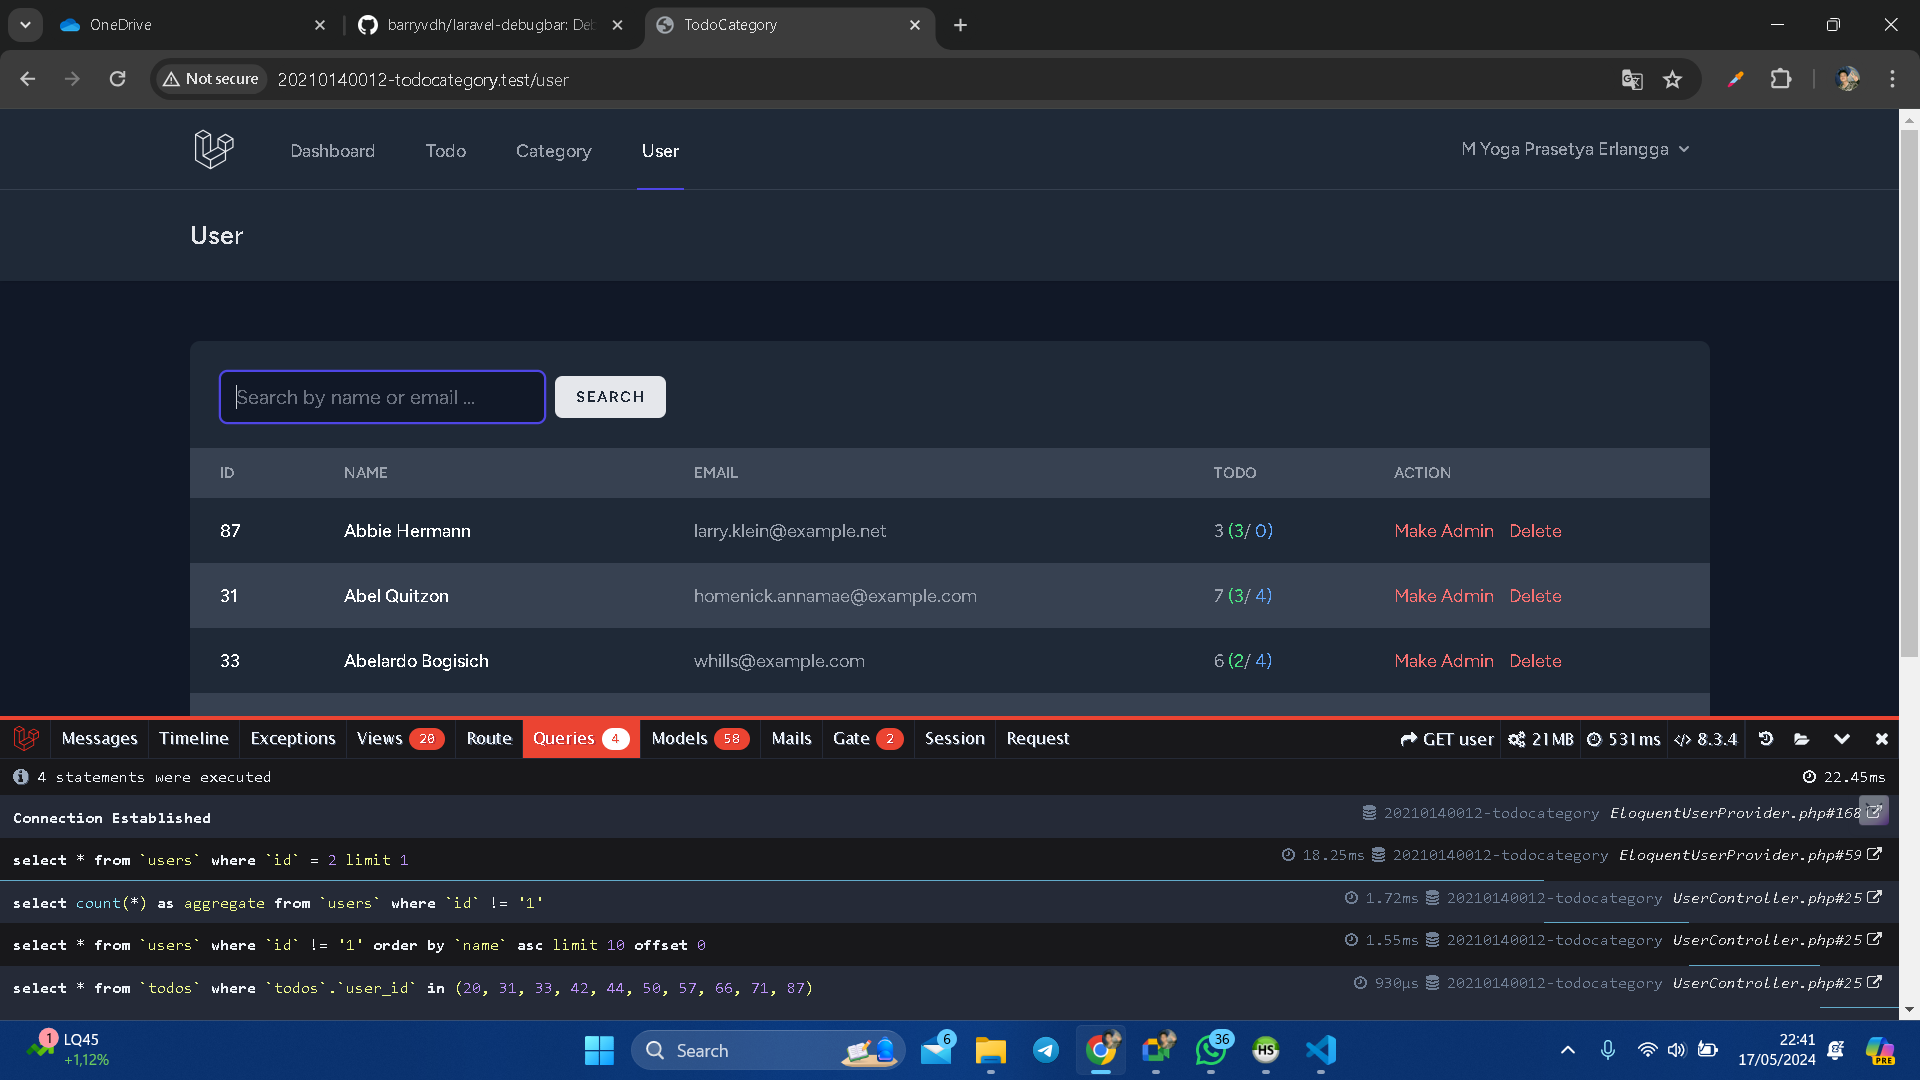 OneDrive
barryvdh/laravel-debugbar: Deb
TodoCategory
Not secure
20210140012-todocategory.test/user
Dashboard
Todo
Category
User
M Yoga Prasetya Erlangga
User
Search by name or email ...
SEARCH
ID NAME EMAIL TODO ACTION
87 Abbie Hermann larry.klein@example.net 3 (3/ 0) Make Admin Delete
31 Abel Quitzon homenick.annamae@example.com 7 (3/ 4) Make Admin Delete
33 Abelardo Bogisich whills@example.com 6 (2/ 4) Make Admin Delete
Messages Timeline Exceptions Views 20 Route Queries 4 Models 58 Mails Gate 2 Session Request GET user 21MB 531ms 8.3.4
4 statements were executed 22.45ms
Connection Established 20210140012-todocategory EloquentUserProvider.php#168
select * from `users` where `id` = 2 limit 1 18.25ms 20210140012-todocategory EloquentUserProvider.php#59
select count(*) as aggregate from `users` where `id` != '1' 1.72ms 20210140012-todocategory UserController.php#25
select * from `users` where `id` != '1' order by `name` asc limit 10 offset 0 1.55ms 20210140012-todocategory UserController.php#25
select * from `todos` where `todos`.`user_id` in (20, 31, 33, 42, 44, 50, 57, 66, 71, 87) 930μs 20210140012-todocategory UserController.php#25
1
LQ45
+1,12%
Search
6
36
HS
22:41
17/05/2024
PRE